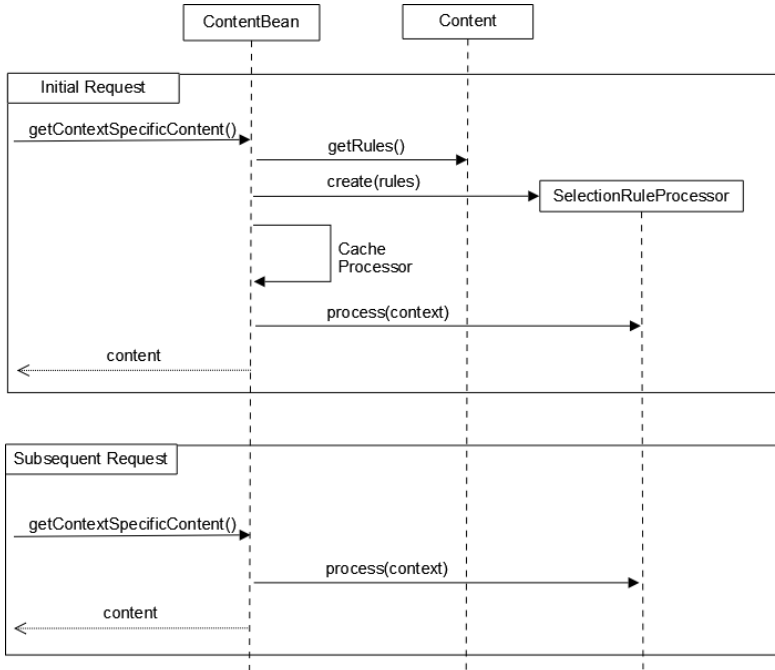 ContentBean
Content
Initial Request
getContextSpecificContent()
getRules()
create(rules)
SelectionRuleProcessor
Cache
Processor
process(context)
content
Subsequent Request
getContextSpecificContent()
process(context)
content